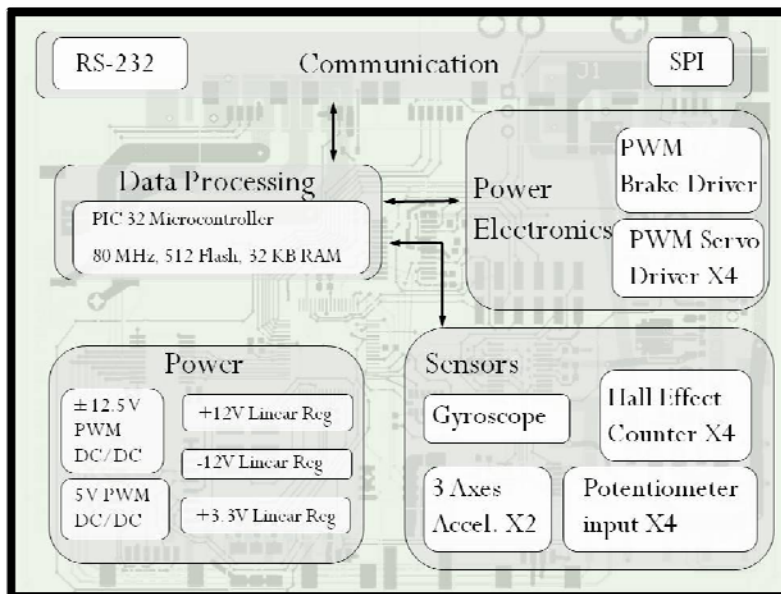 RS-232
Communication
SPI
J1
Data Processing
PIC 32 Microcontroller
80 MHz, 512 Flash, 32 KB RAM
Power
Electronics
PWM
Brake Driver
PWM Servo
Driver X4
Power
±12.5V
PWM
DC/DC
5V PWM
DC/DC
+12V Linear Reg
-12V Linear Reg
+3.3V Linear Reg
Sensors
Gyroscope
Hall Effect
Counter X4
3 Axes
Accel. X2
Potentiometer
input X4